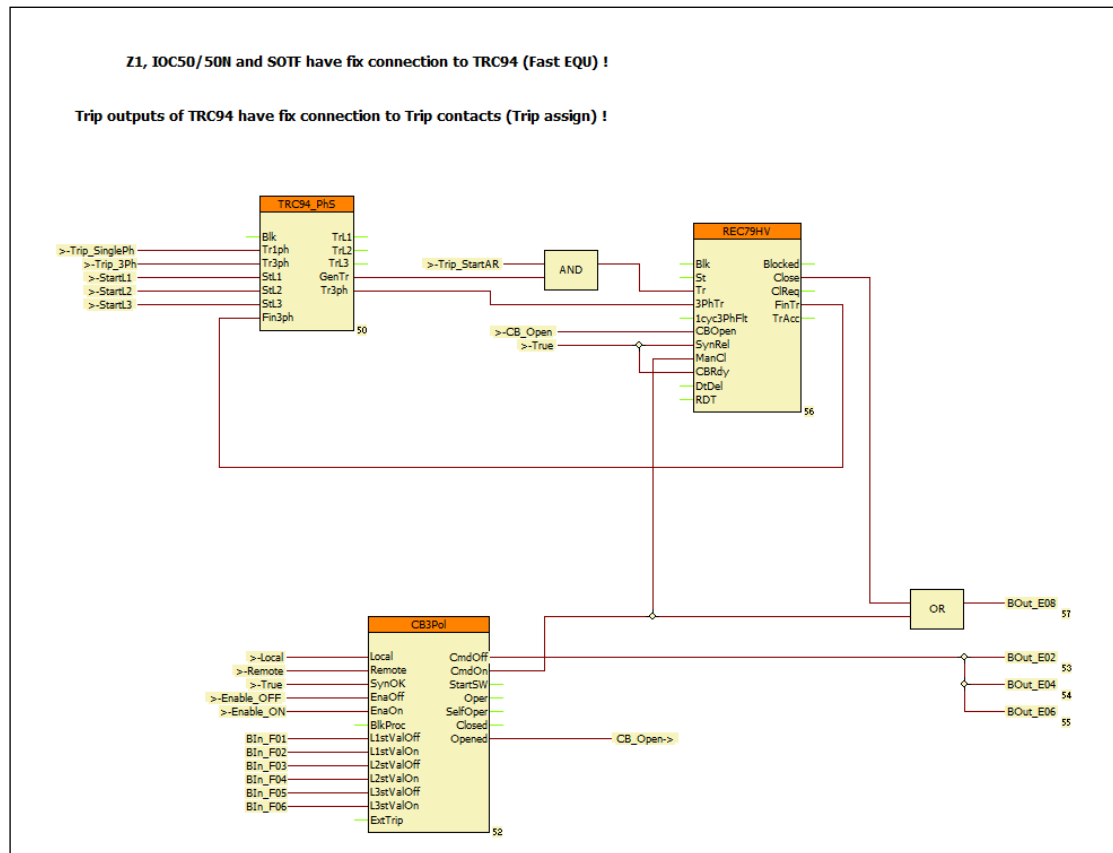 Z1, IOC50/50N and SOTF have fix connection to TRC94 (Fast EQU) !
Trip outputs of TRC94 have fix connection to Trip contacts (Trip assign) !
TRC94_PhS
Blk TrL1
>-Trip_SinglePh Tr1ph TrL2
>-Trip_3Ph Tr3ph TrL3
>-StartL1 StL1 GenTr
>-StartL2 StL2 Tr3ph
>-StartL3 StL3
Fin3ph
50
>-Trip_StartAR
AND
REC79HV
Blk Blocked
St Close
Tr ClReq
3PhTr FinTr
1cyc3PhFlt TrAcc
>-CB_Open CBOpen
>-True SynRel
ManCl
CBRdy
DtDel
RDT
56
OR
BOut_E08
57
CB3Pol
>-Local Local CmdOff
>-Remote Remote CmdOn
>-True SynOK StartSW
>-Enable_OFF EnaOff Oper
>-Enable_ON EnaOn SelfOper
BlkProc Closed
BIn_F01 L1stValOff Opened
BIn_F02 L1stValOn
BIn_F03 L2stValOff
BIn_F04 L2stValOn
BIn_F05 L3stValOff
BIn_F06 L3stValOn
ExtTrip
52
CB_Open->
BOut_E02
53
BOut_E04
54
BOut_E06
55